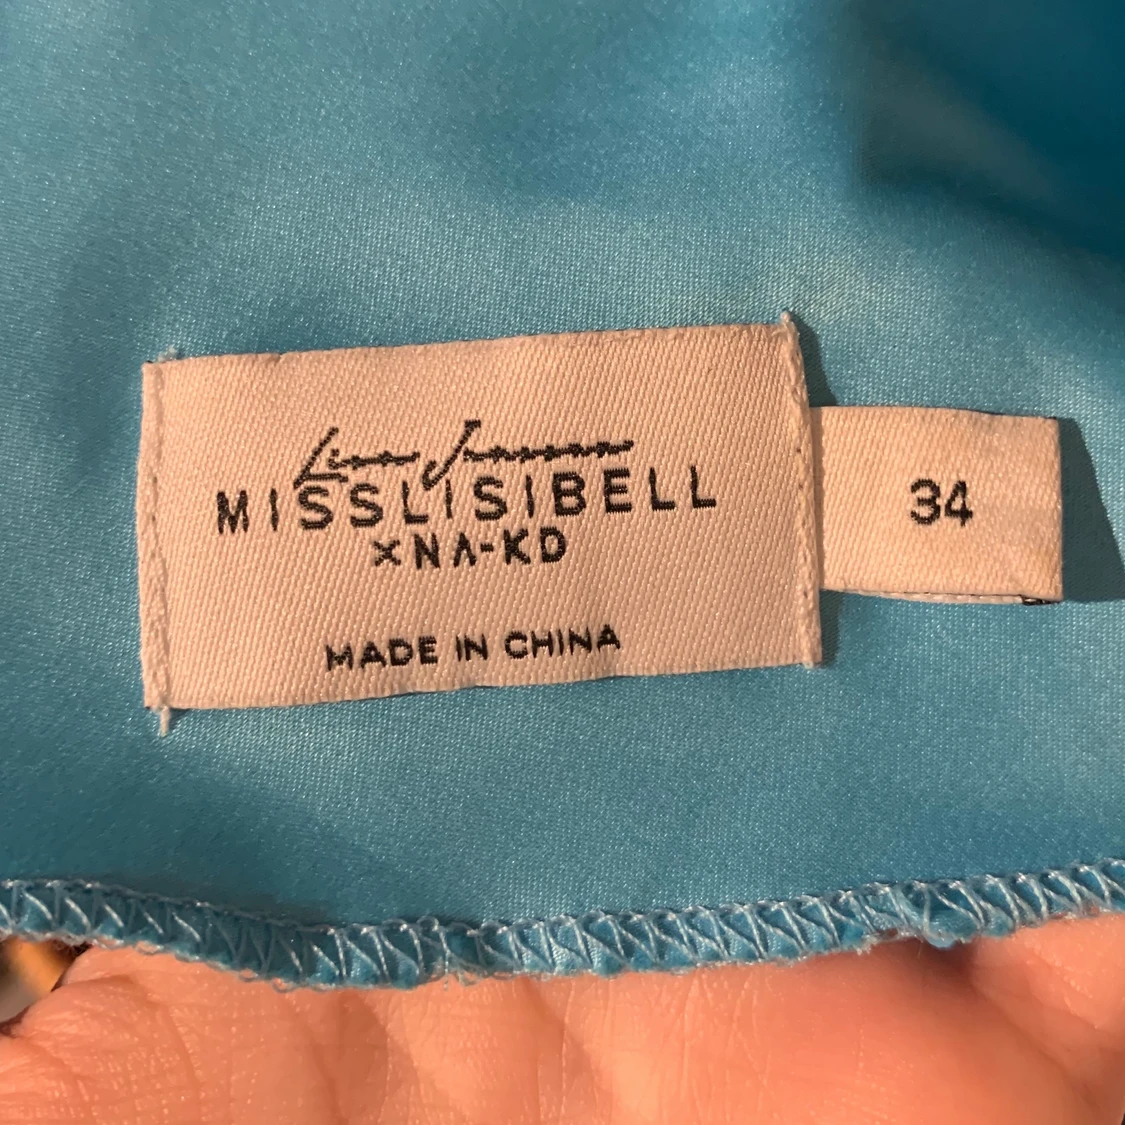 MISSLISIBELL
×NA-KD
MADE IN CHINA
34